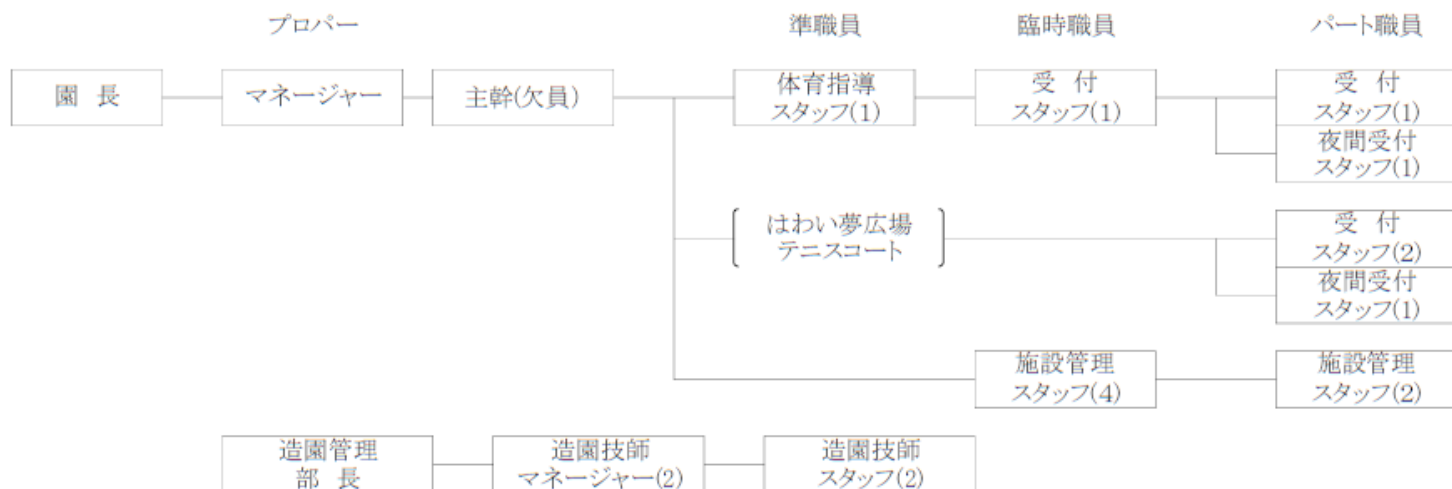 プロパー 準職員 臨時職員 パート職員
園 長 マネージャー 主幹(欠員)
体育指導
スタッフ(1)
受 付
スタッフ(1)
受 付
スタッフ(1)
夜間受付
スタッフ(1)
はわい夢広場
テニスコート
受 付
スタッフ(2)
夜間受付
スタッフ(1)
施設管理
スタッフ(4)
施設管理
スタッフ(2)
造園管理
部 長
造園技師
マネージャー(2)
造園技師
スタッフ(2)